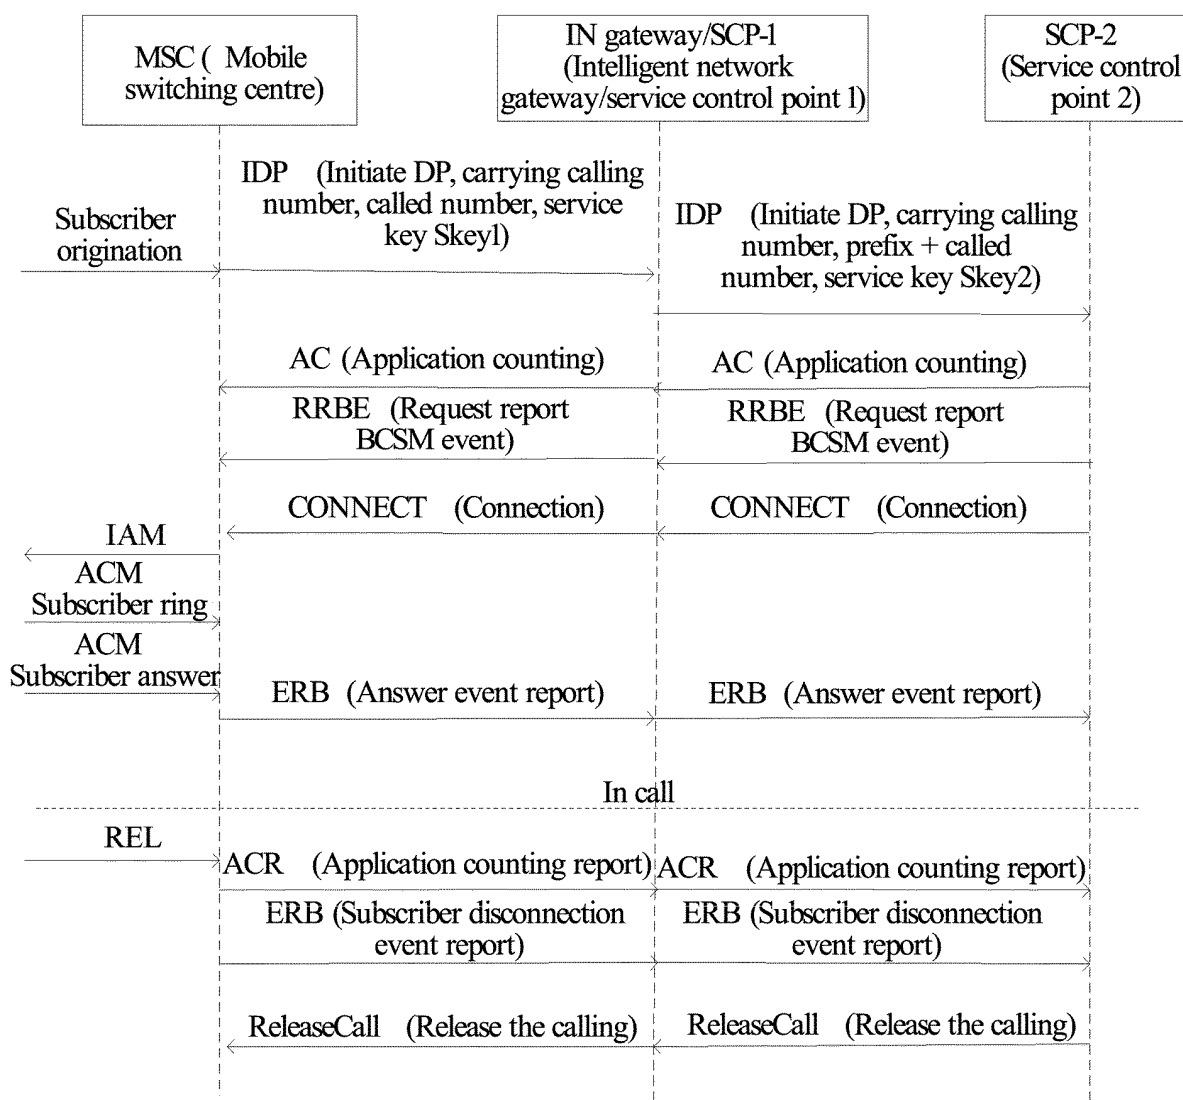 MSC ( Mobile
switching centre)
IN gateway/SCP-1
(Intelligent network
gateway/service control point 1)
SCP-2
(Service control
point 2)
Subscriber
origination
IDP (Initiate DP, carrying calling
number, called number, service
key Skey1)
IDP (Initiate DP, carrying calling
number, prefix + called
number, service key Skey2)
AC (Application counting)
AC (Application counting)
RRBE (Request report
BCSM event)
RRBE (Request report
BCSM event)
CONNECT (Connection)
CONNECT (Connection)
IAM
ACM
Subscriber ring
ACM
Subscriber answer
ERB (Answer event report)
ERB (Answer event report)
In call
REL
ACR (Application counting report)
ACR (Application counting report)
ERB (Subscriber disconnection
event report)
ERB (Subscriber disconnection
event report)
ReleaseCall (Release the calling)
ReleaseCall (Release the calling)